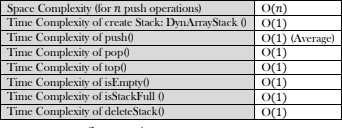 Space Complexity (for n push operations) O(n)
Time Complexity of create Stack: DynArrayStack () O(1)
Time Complexity of push() O(1) (Average)
Time Complexity of pop() O(1)
Time Complexity of top() O(1)
Time Complexity of isEmpty() O(1)
Time Complexity of isStackFull () O(1)
Time Complexity of deleteStack() O(1)